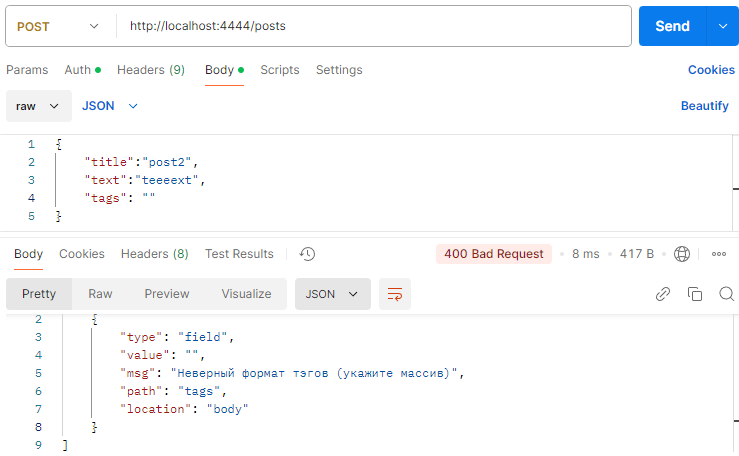 POST http://localhost:4444/posts Send
Params Auth Headers (9) Body Scripts Settings Cookies
raw JSON Beautify
1 {
2 "title":"post2",
3 "text":"teeeext",
4 "tags": ""
5 }
Body Cookies Headers (8) Test Results 400 Bad Request 8 ms 417 B
Pretty Raw Preview Visualize JSON
2 {
3 "type": "field",
4 "value": "",
5 "msg": "Неверный формат тэгов (укажите массив)",
6 "path": "tags",
7 "location": "body"
8 }
9 ]